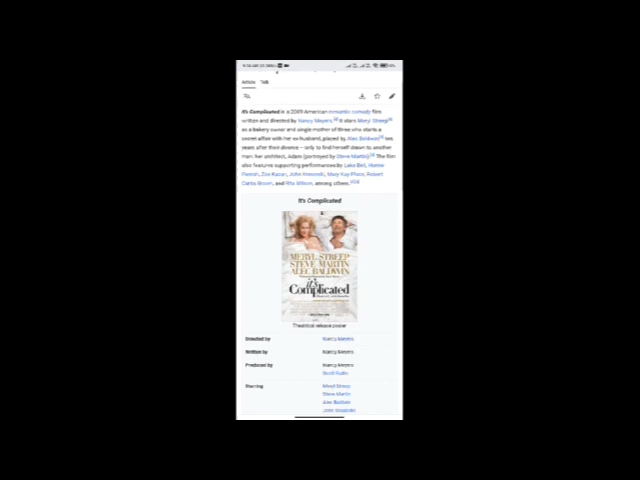 Article Talk
It's Complicated is a 2009 American romantic comedy film
written and directed by Nancy Meyers.[4] It stars Meryl Streep[5]
as a bakery owner and single mother of three who starts a
secret affair with her ex-husband, played by Alec Baldwin[6] ten
years after their divorce – only to find herself drawn to another
man: her architect, Adam (portrayed by Steve Martin).[7] The film
also features supporting performances by Lake Bell, Hunter
Parrish, Zoe Kazan, John Krasinski, Mary Kay Place, Robert
Curtis Brown, and Rita Wilson, among others.
It's Complicated
MERYL STREEP
STEVE MARTIN
ALEC BALDWIN
it's
Complicated
Theatrical release poster
Directed by Nancy Meyers
Written by Nancy Meyers
Produced by Nancy Meyers
Scott Rudin
Starring Meryl Streep
Steve Martin
Alec Baldwin
John Krasinski